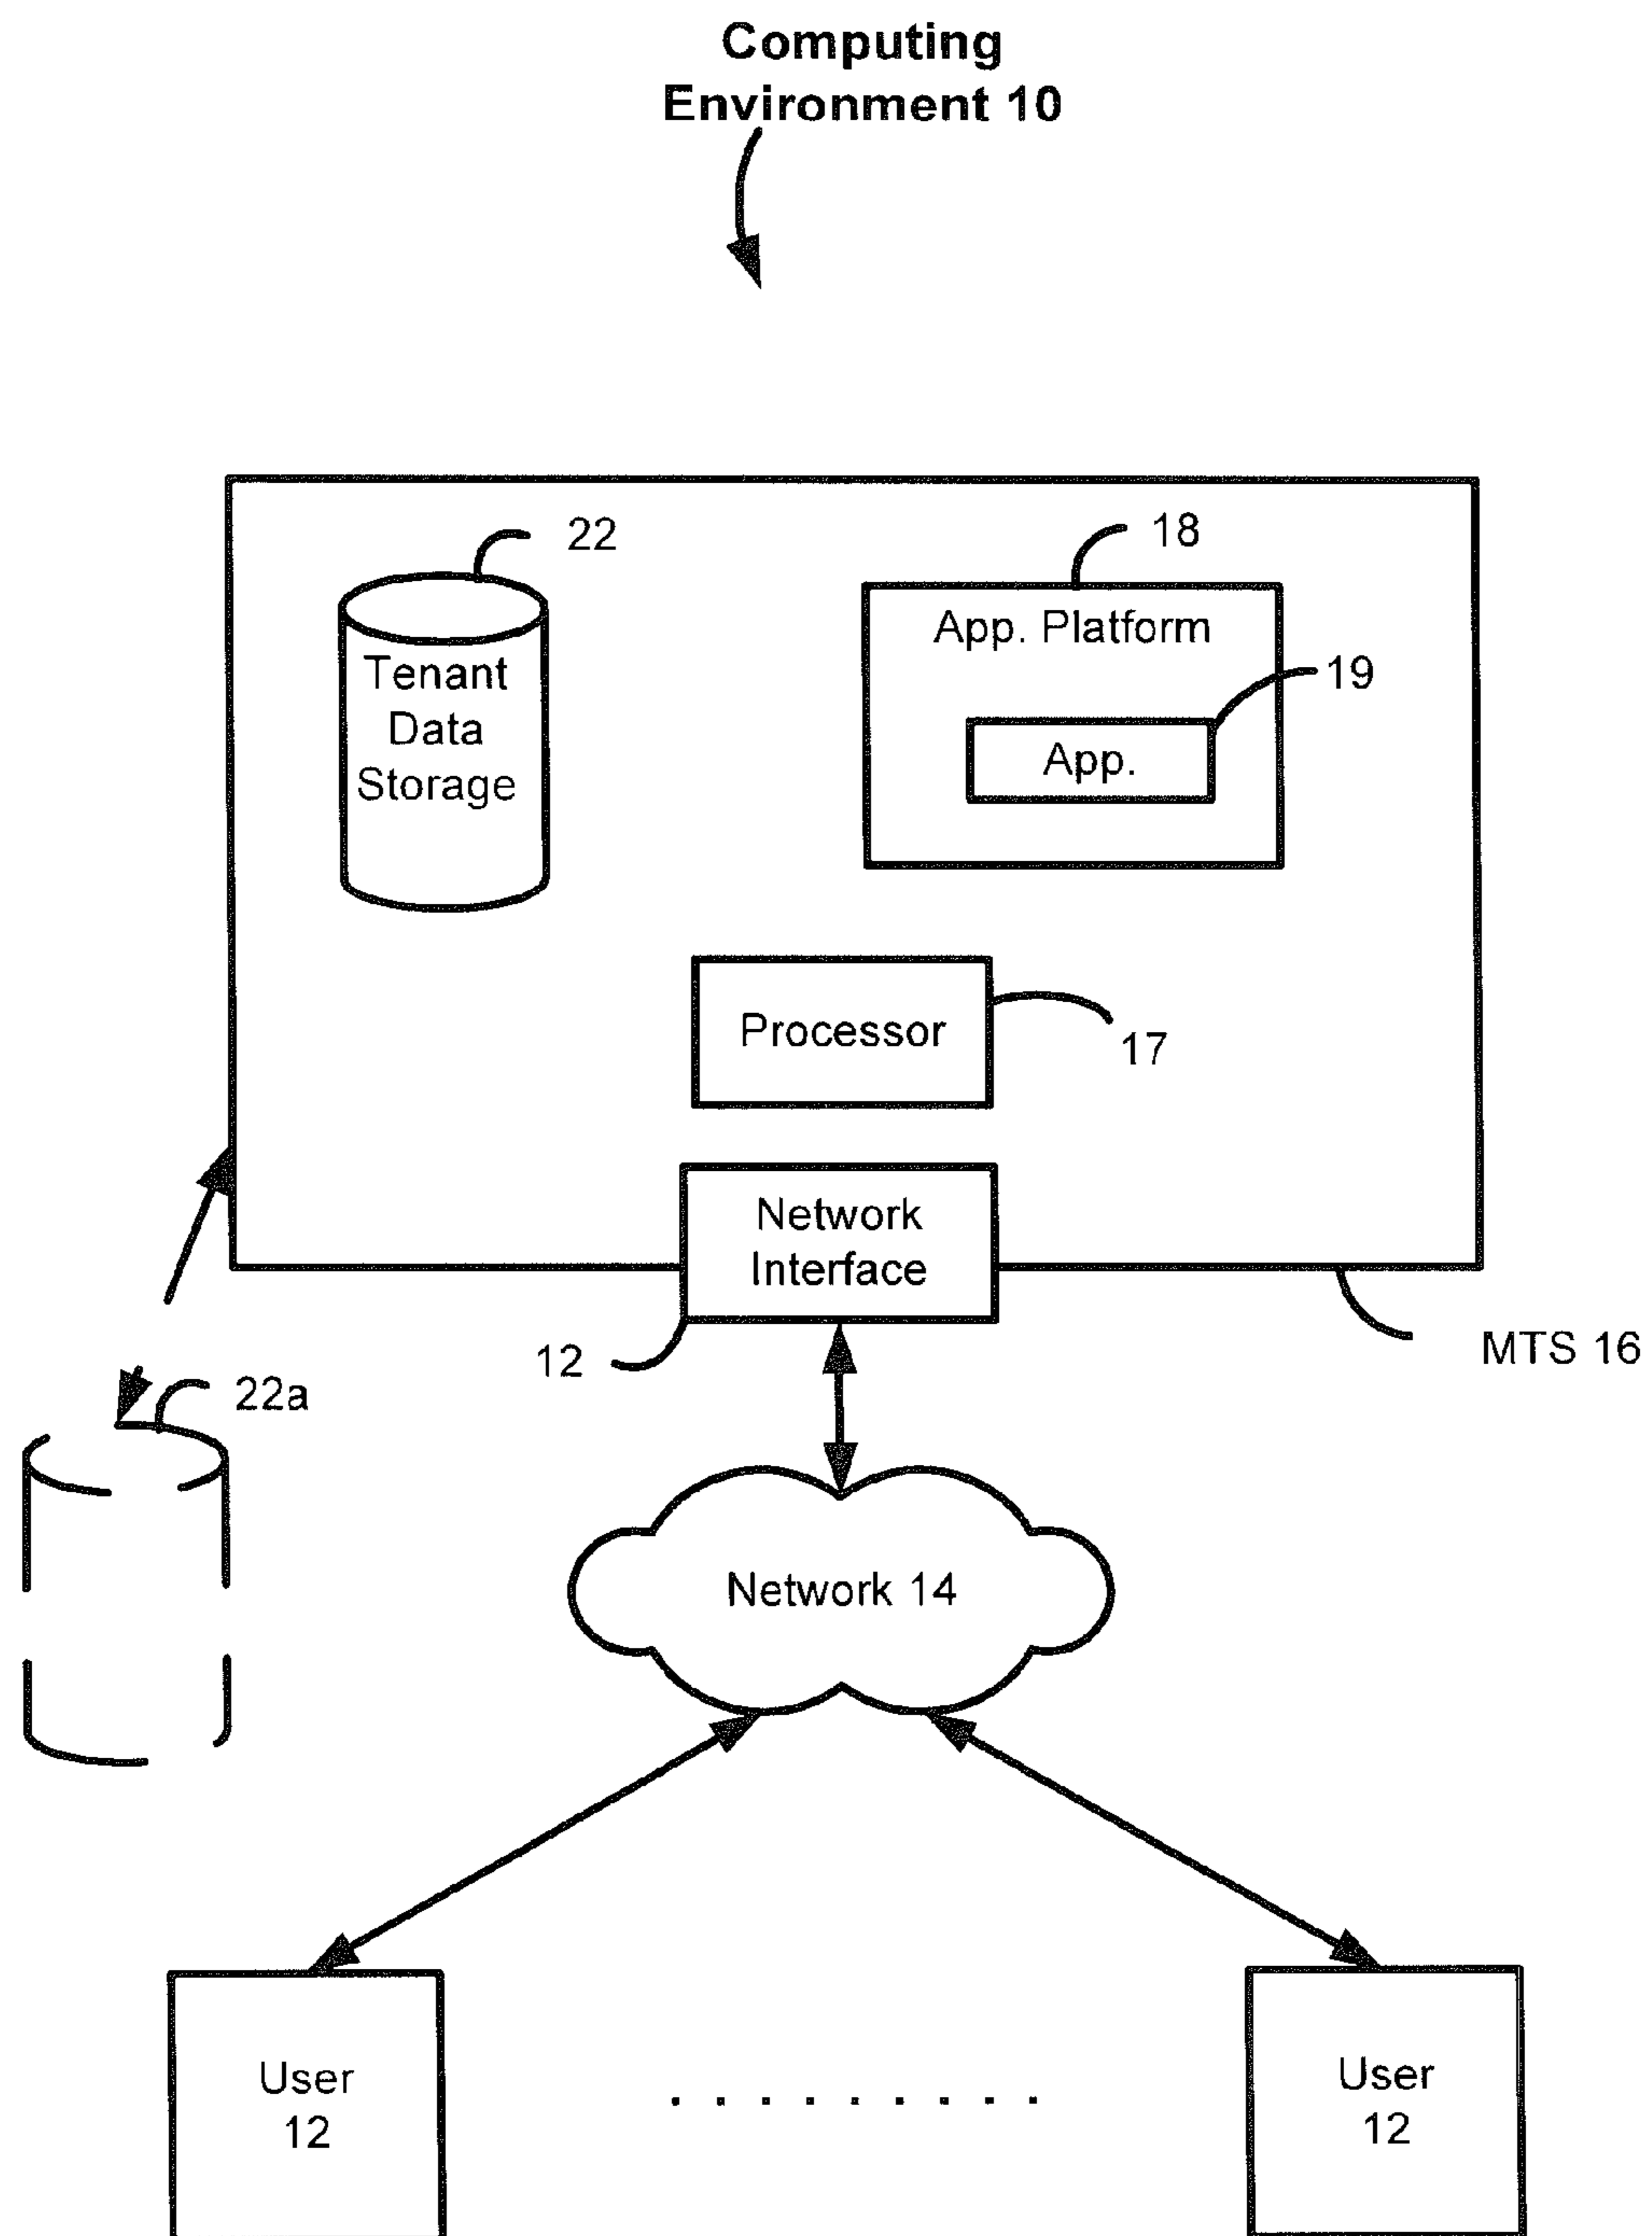 Computing
Environment 10
22
18
App. Platform
Tenant
Data
Storage
19
App.
Processor
17
Network
Interface
12
MTS 16
22a
Network 14
User
12
User
12